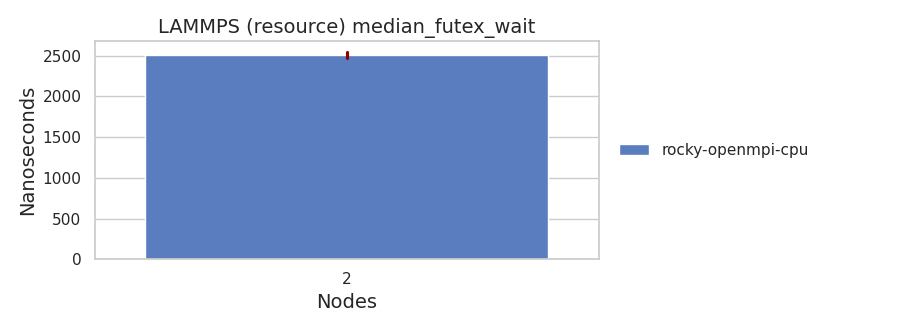 LAMMPS (resource) median_futex_wait
Nanoseconds
2500
2000
1500
1000
500
0
2
Nodes
rocky-openmpi-cpu